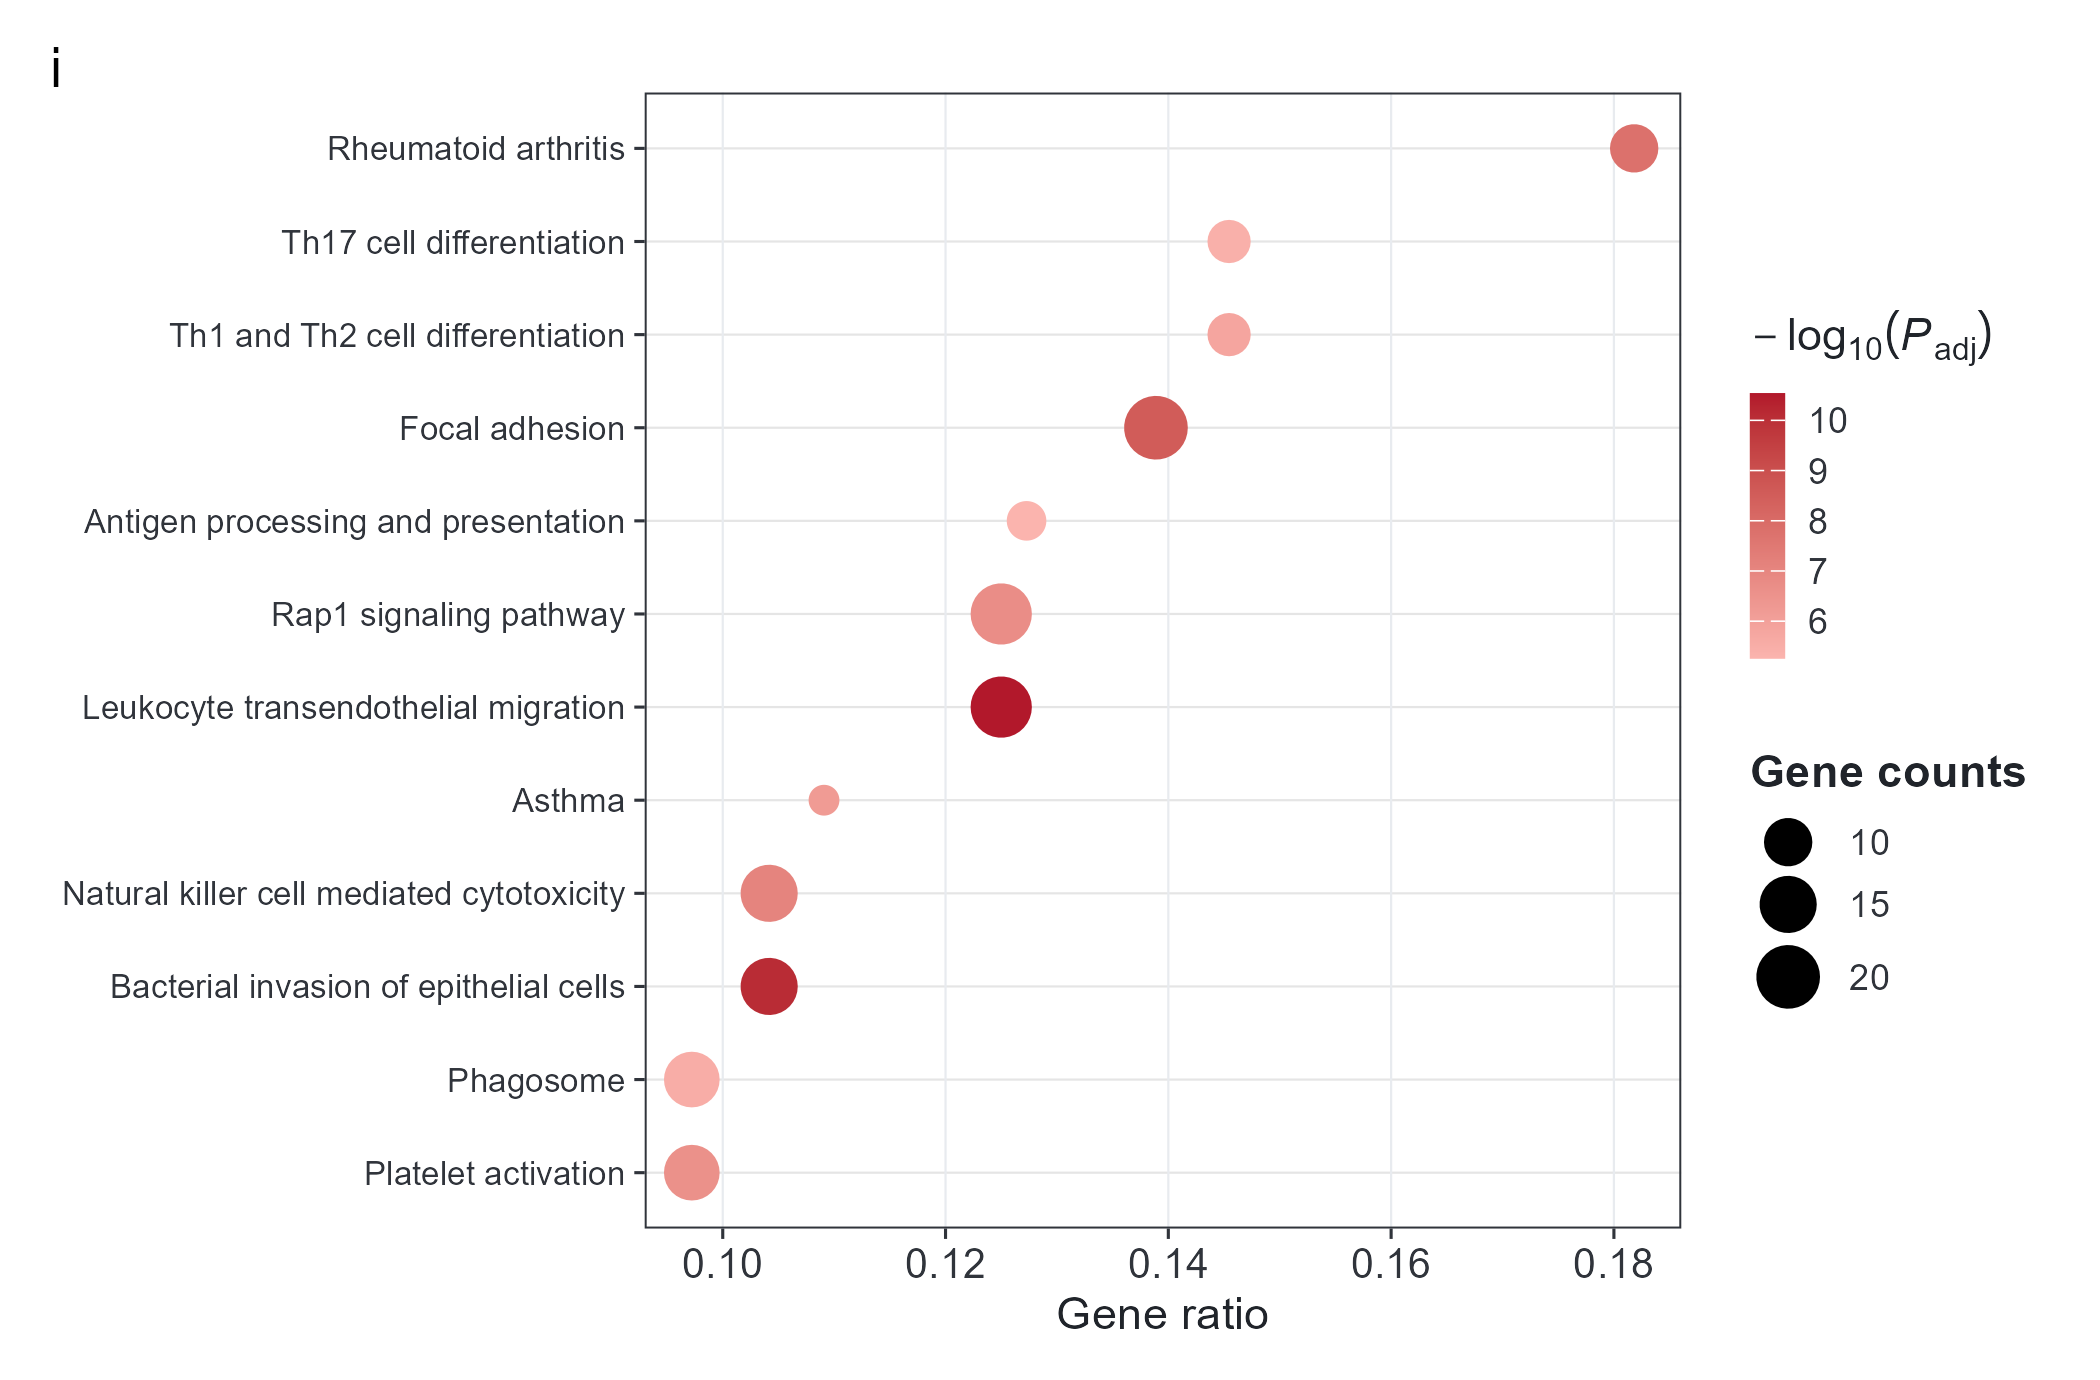 i
Rheumatoid arthritis
Th17 cell differentiation
Th1 and Th2 cell differentiation
Focal adhesion
Antigen processing and presentation
Rap1 signaling pathway
Leukocyte transendothelial migration
Asthma
Natural killer cell mediated cytotoxicity
Bacterial invasion of epithelial cells
Phagosome
Platelet activation
0.10 0.12 0.14 0.16 0.18
Gene ratio
− log10(Padj)
10
9
8
7
6
Gene counts
10
15
20